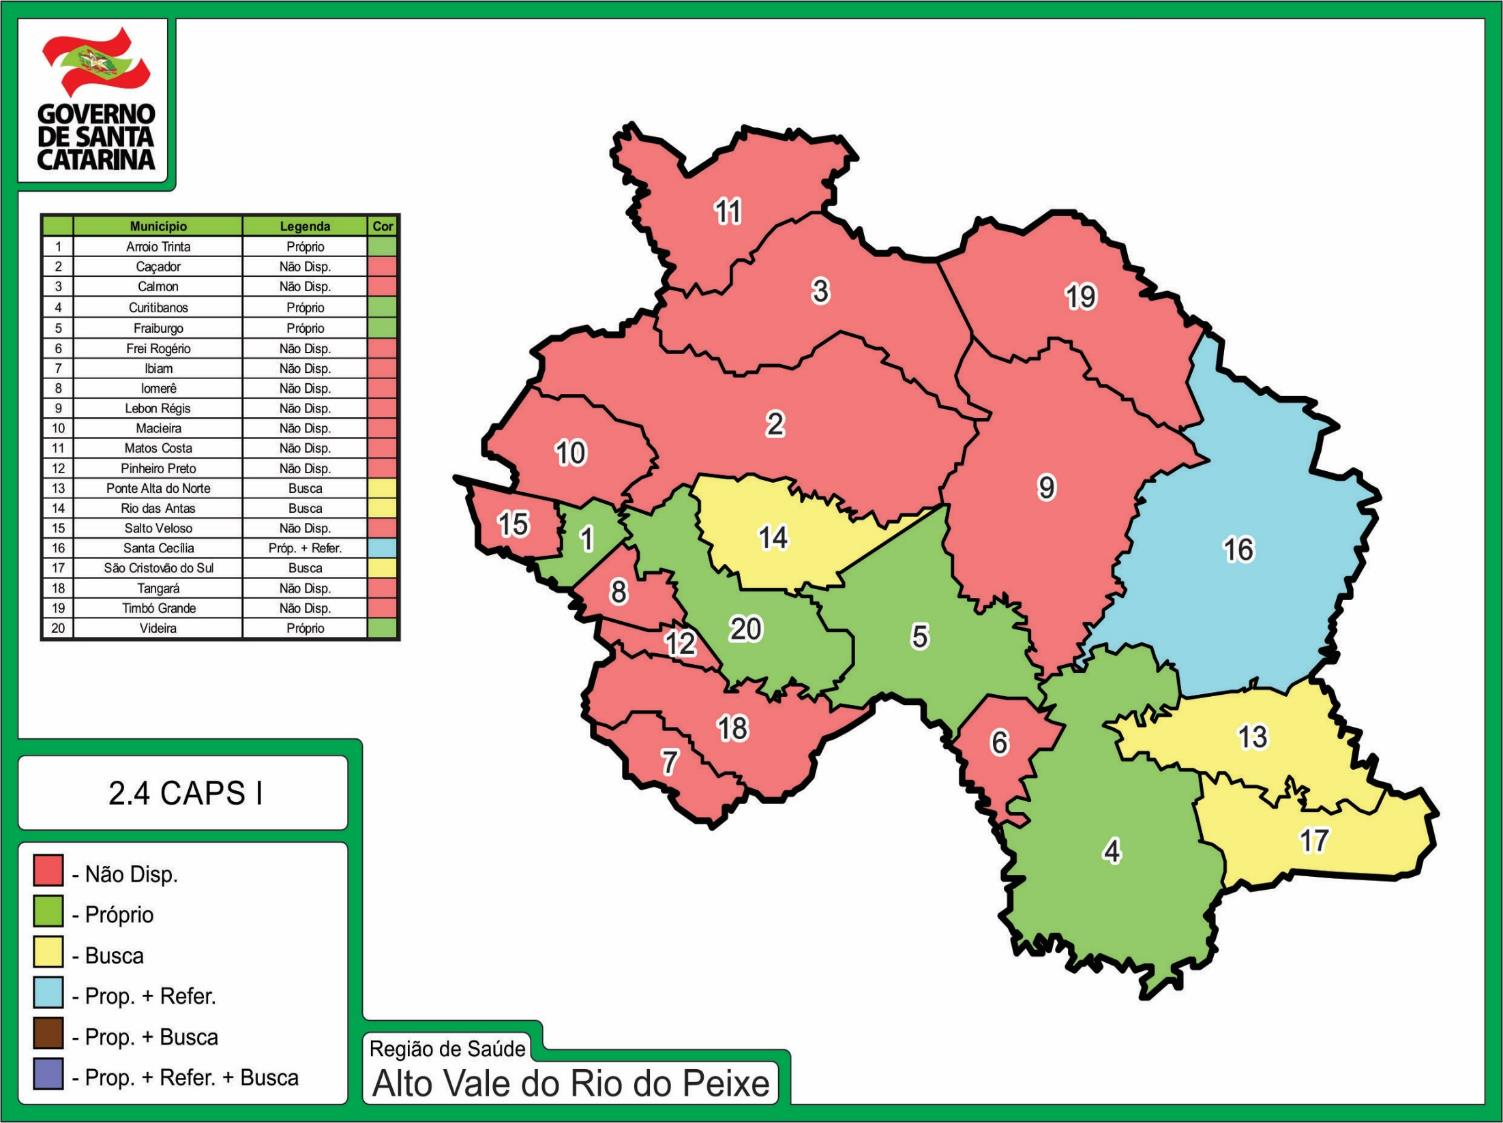 GOVERNO
DE SANTA
CATARINA
Município Legenda Cor
1 Arroio Trinta Próprio
2 Caçador Não Disp.
3 Calmon Não Disp.
4 Curitibanos Próprio
5 Fraiburgo Próprio
6 Frei Rogério Não Disp.
7 Ibiam Não Disp.
8 Iomerê Não Disp.
9 Lebon Régis Não Disp.
10 Macieira Não Disp.
11 Matos Costa Não Disp.
12 Pinheiro Preto Não Disp.
13 Ponte Alta do Norte Busca
14 Rio das Antas Busca
15 Salto Veloso Não Disp.
16 Santa Cecília Próp. + Refer.
17 São Cristovão do Sul Busca
18 Tangará Não Disp.
19 Timbó Grande Não Disp.
20 Videira Próprio
11
3
19
2
10
9
15
1
14
16
8
20
5
12
18
6
13
7
17
4
2.4 CAPS I
- Não Disp.
- Próprio
- Busca
- Prop. + Refer.
- Prop. + Busca
- Prop. + Refer. + Busca
Região de Saúde
Alto Vale do Rio do Peixe